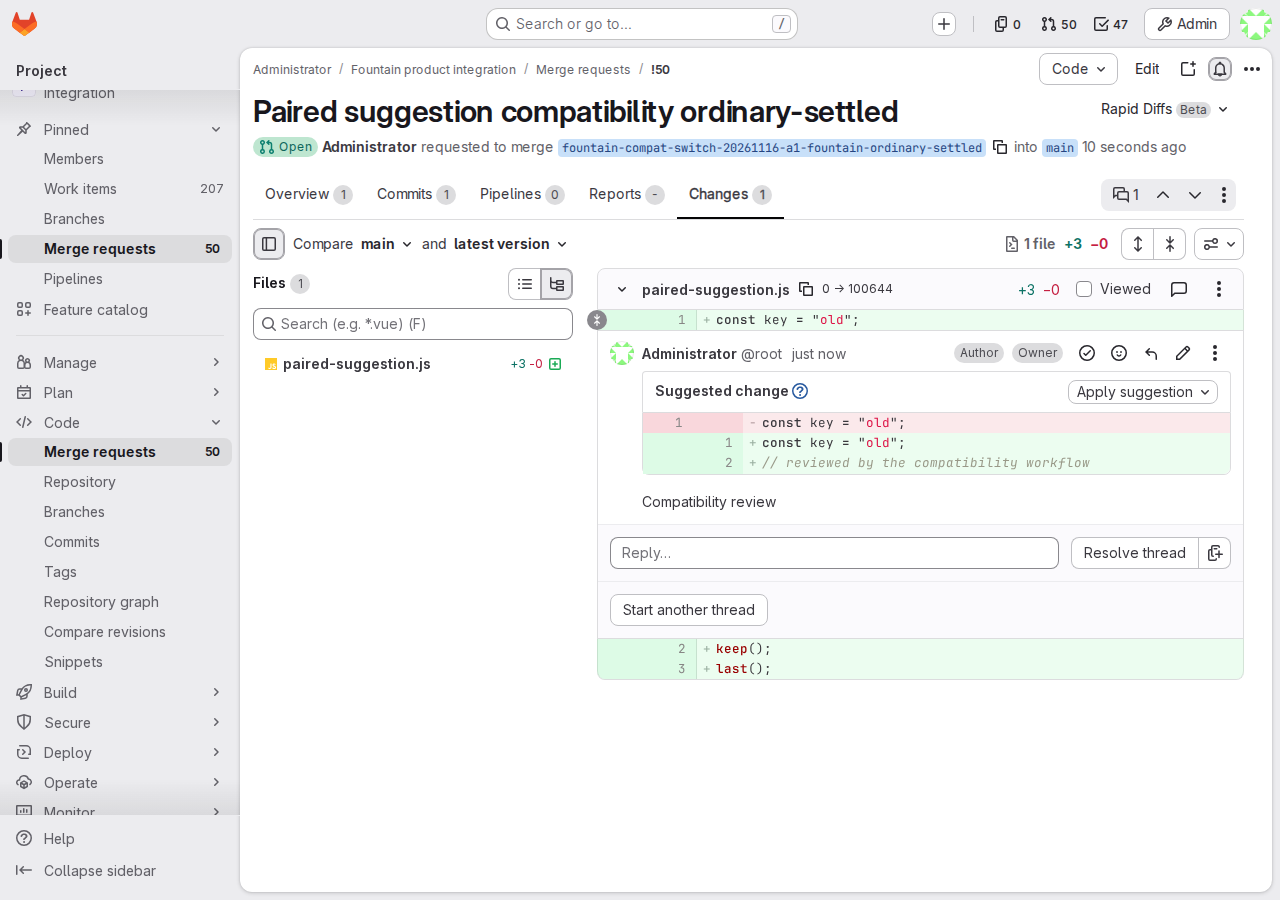 Search or go to...
/
0
50
47
Admin
Project
integration
Pinned
Members
Work items 207
Branches
Merge requests 50
Pipelines
Feature catalog
Manage
Plan
Code
Merge requests 50
Repository
Branches
Commits
Tags
Repository graph
Compare revisions
Snippets
Build
Secure
Deploy
Operate
Monitor
Help
Collapse sidebar
Administrator / Fountain product integration / Merge requests / !50
Code
Edit
Paired suggestion compatibility ordinary-settled
Rapid Diffs Beta
Open Administrator requested to merge fountain-compat-switch-20261116-a1-fountain-ordinary-settled into main 10 seconds ago
Overview 1 Commits 1 Pipelines 0 Reports - Changes 1
1
Compare main and latest version
1 file +3 −0
Files 1
Search (e.g. *.vue) (F)
paired-suggestion.js +3 -0
paired-suggestion.js 0 → 100644 +3 −0 Viewed
1 + const key = "old";
Administrator @root just now Author Owner
Suggested change Apply suggestion
1 - const key = "old";
1 + const key = "old";
2 + // reviewed by the compatibility workflow
Compatibility review
Reply…
Resolve thread
Start another thread
2 + keep();
3 + last();